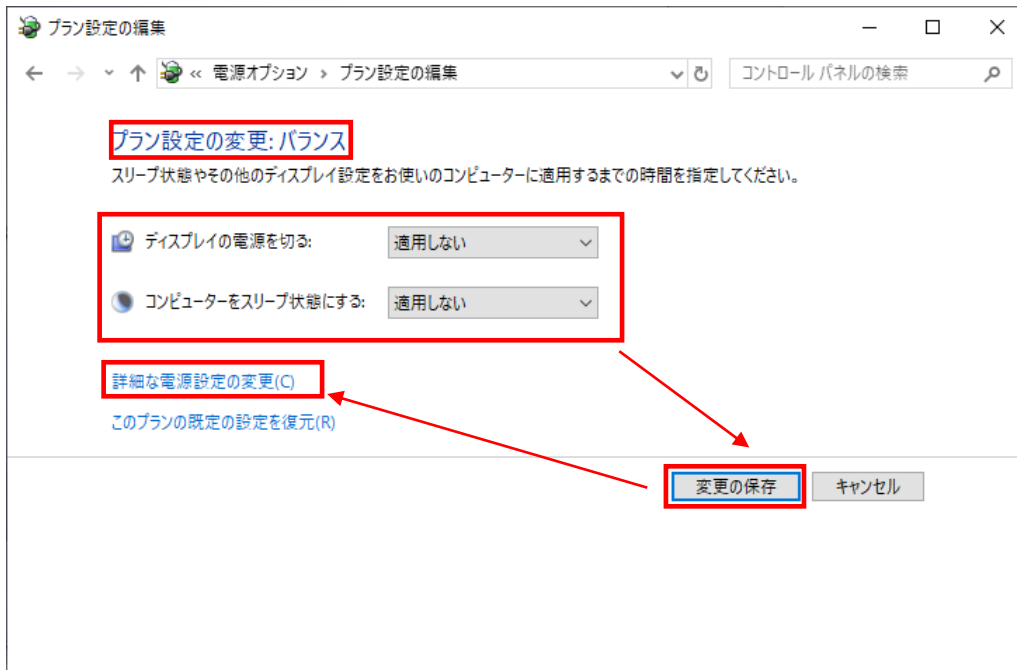 プラン設定の編集
« 電源オプション › プラン設定の編集
コントロール パネルの検索
プラン設定の変更: バランス
スリープ状態やその他のディスプレイ設定をお使いのコンピューターに適用するまでの時間を指定してください。
ディスプレイの電源を切る: 適用しない
コンピューターをスリープ状態にする: 適用しない
詳細な電源設定の変更(C)
このプランの既定の設定を復元(R)
変更の保存 キャンセル